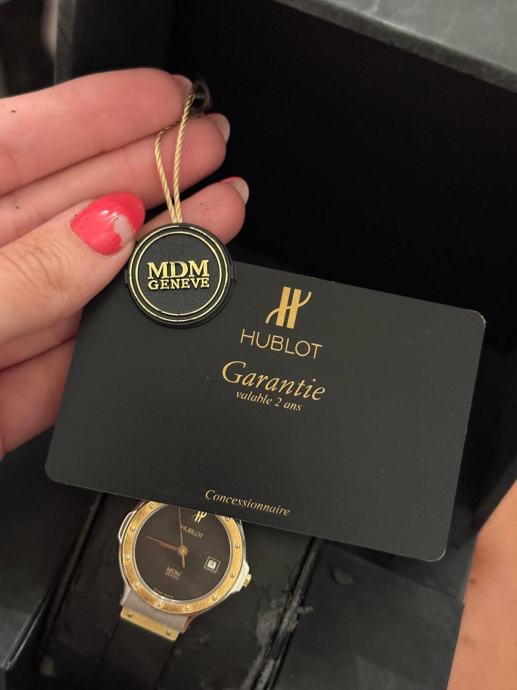 MDM
GENEVE
HUBLOT
Garantie
valable 2 ans
Concessionnaire
HUBLOT
MDM